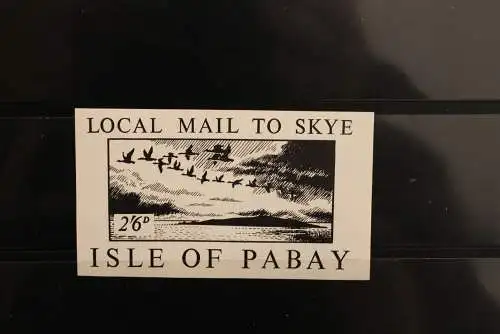 LOCAL MAIL TO SKYE
2'6D
ISLE OF PABAY